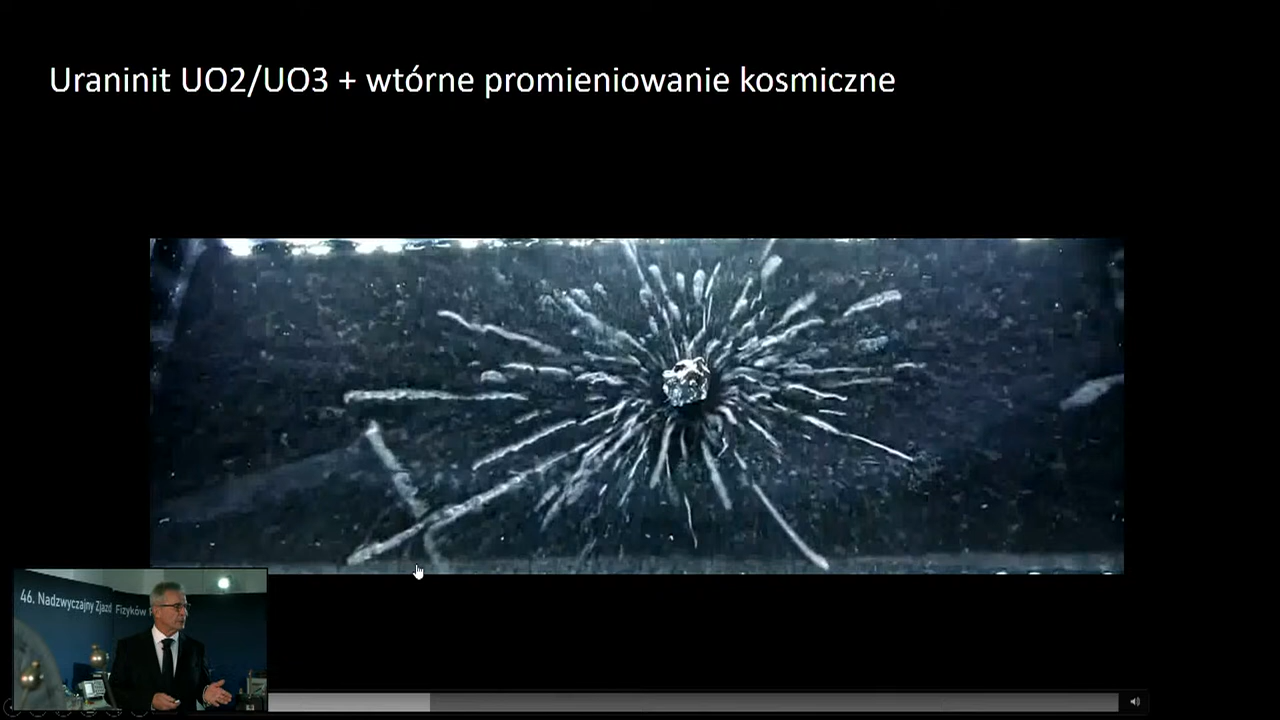 Uraninit UO2/UO3 + wtórne promieniowanie kosmiczne
46. Nadzwyczajny Zjazd Fizyków